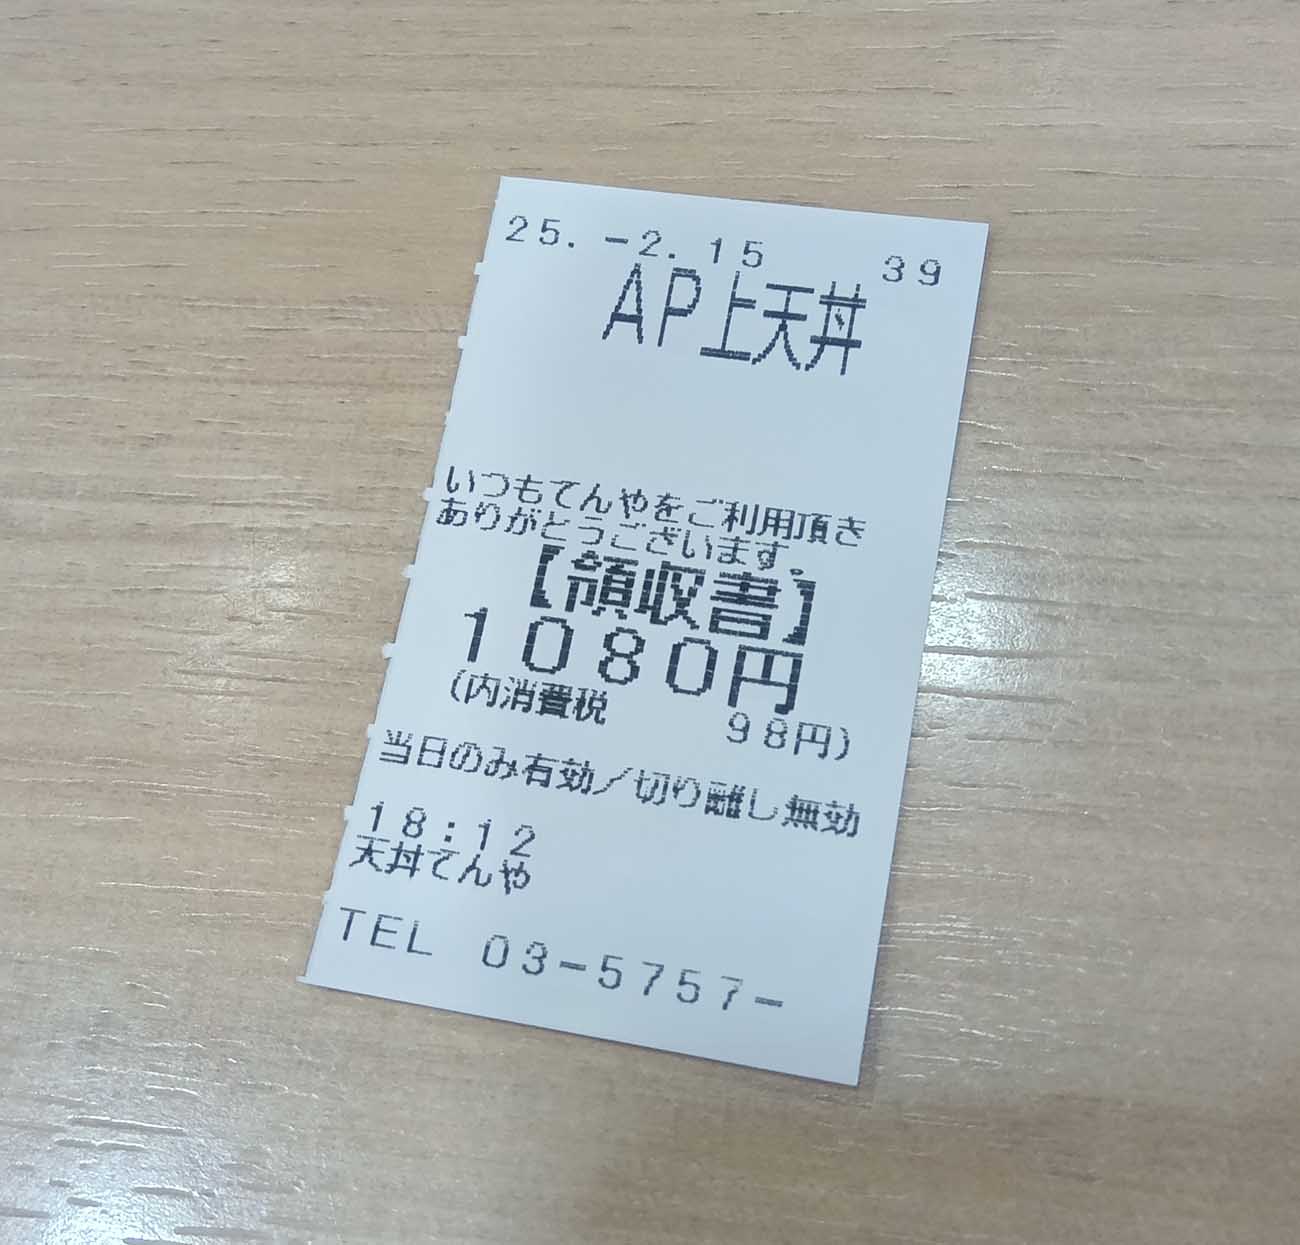 25.-2.15 39
AP上天丼
いつもてんやをご利用頂き
ありがとうございます。
【領収書】
1080円
(内消費税 98円)
当日のみ有効/切り離し無効
18:12
天丼てんや
TEL 03-5757-